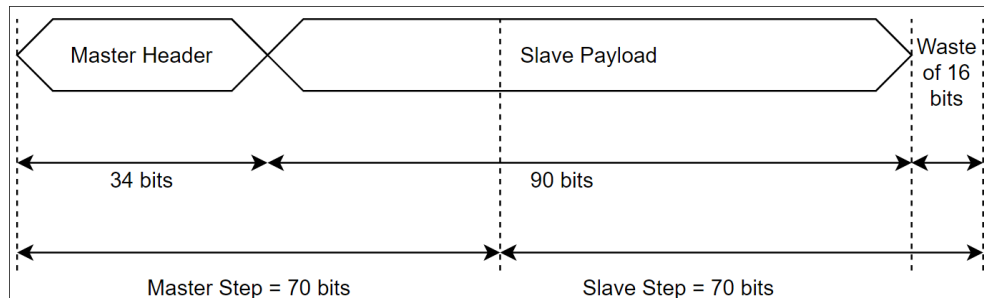 Master Header
Slave Payload
Waste
of 16
bits
34 bits
90 bits
Master Step = 70 bits
Slave Step = 70 bits